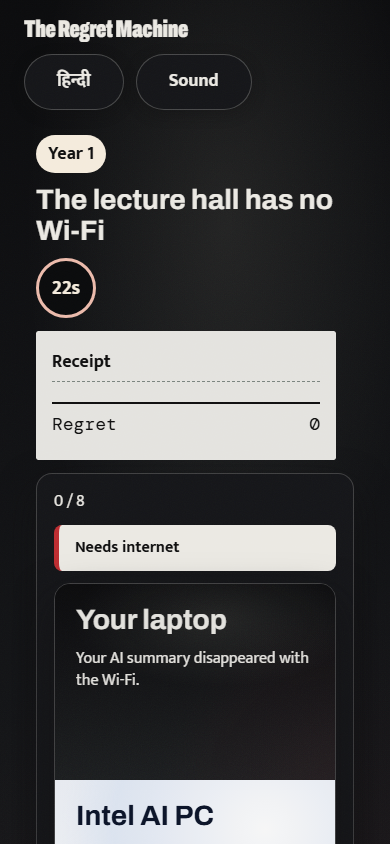 The Regret Machine
हिन्दी
Sound
Year 1
The lecture hall has no
Wi-Fi
22s
Receipt
Regret 0
0 / 8
Needs internet
Your laptop
Your AI summary disappeared with
the Wi-Fi.
Intel AI PC